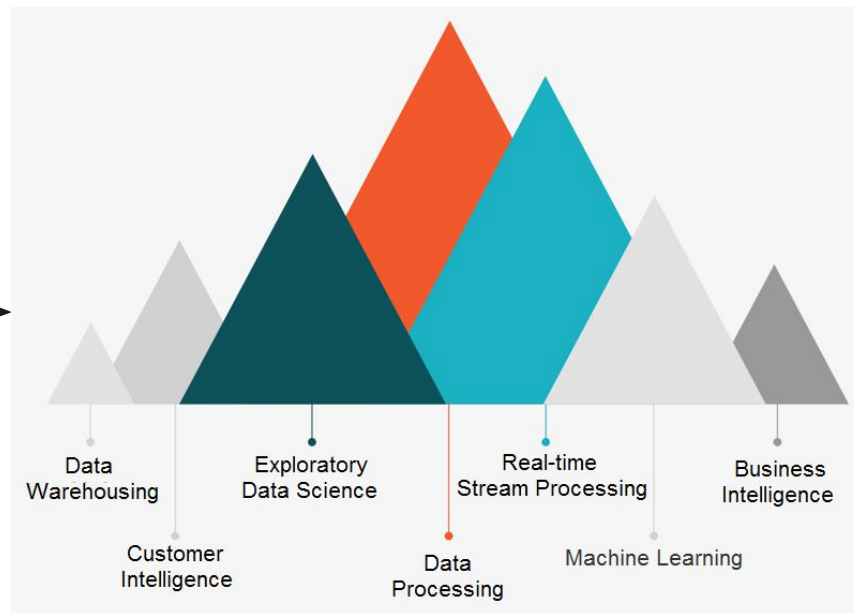 Data
Warehousing
Customer
Intelligence
Exploratory
Data Science
Data
Processing
Real-time
Stream Processing
Machine Learning
Business
Intelligence